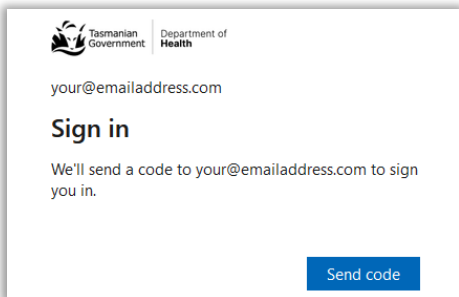 Tasmanian Government
Department of Health
your@emailaddress.com
Sign in
We'll send a code to your@emailaddress.com to sign
you in.
Send code